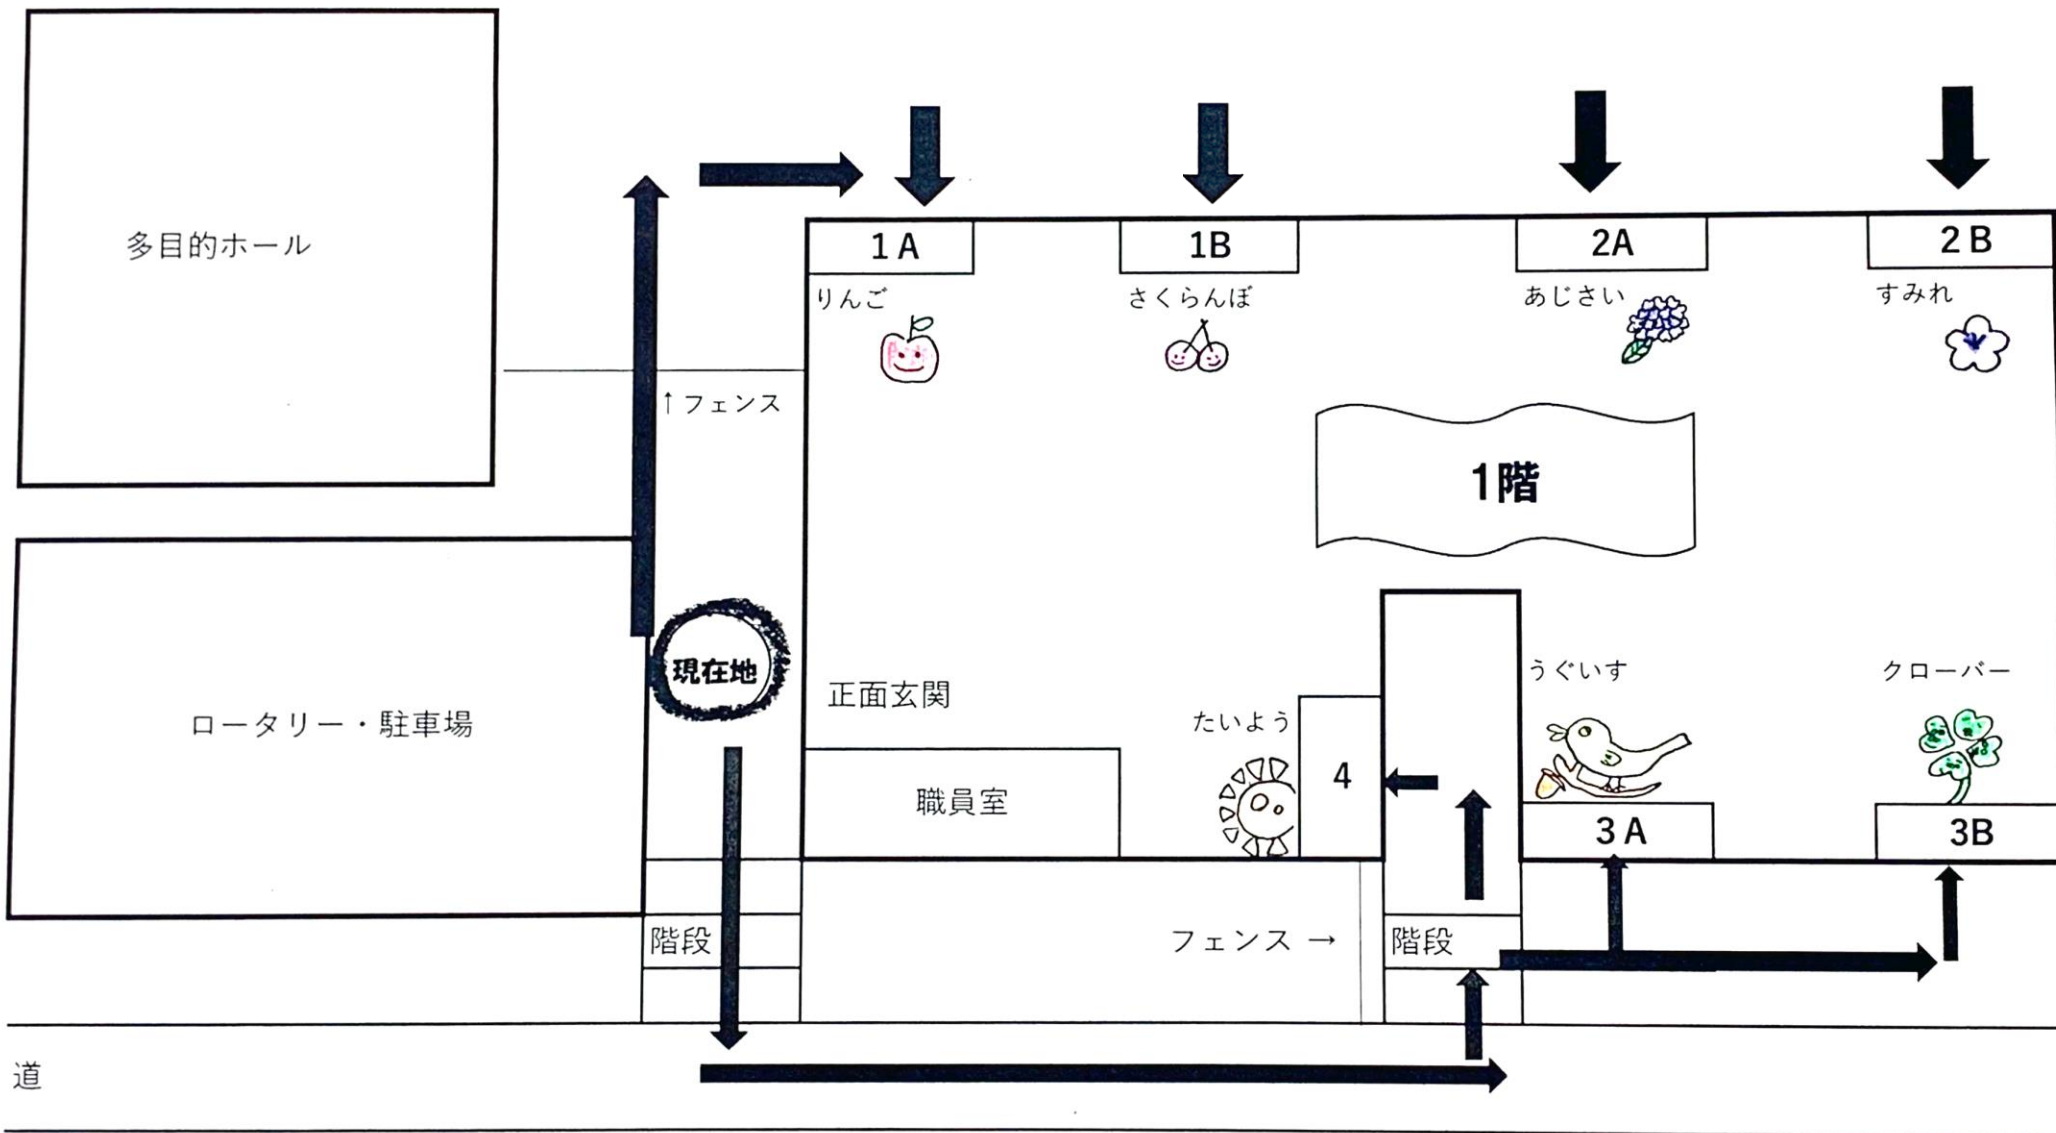 多目的ホール
1A
1B
2A
2B
りんご
さくらんぼ
あじさい
すみれ
↑フェンス
1階
現在地
正面玄関
ロータリー・駐車場
たいよう
うぐいす
クローバー
職員室
4
3A
3B
階段
フェンス →
階段
道